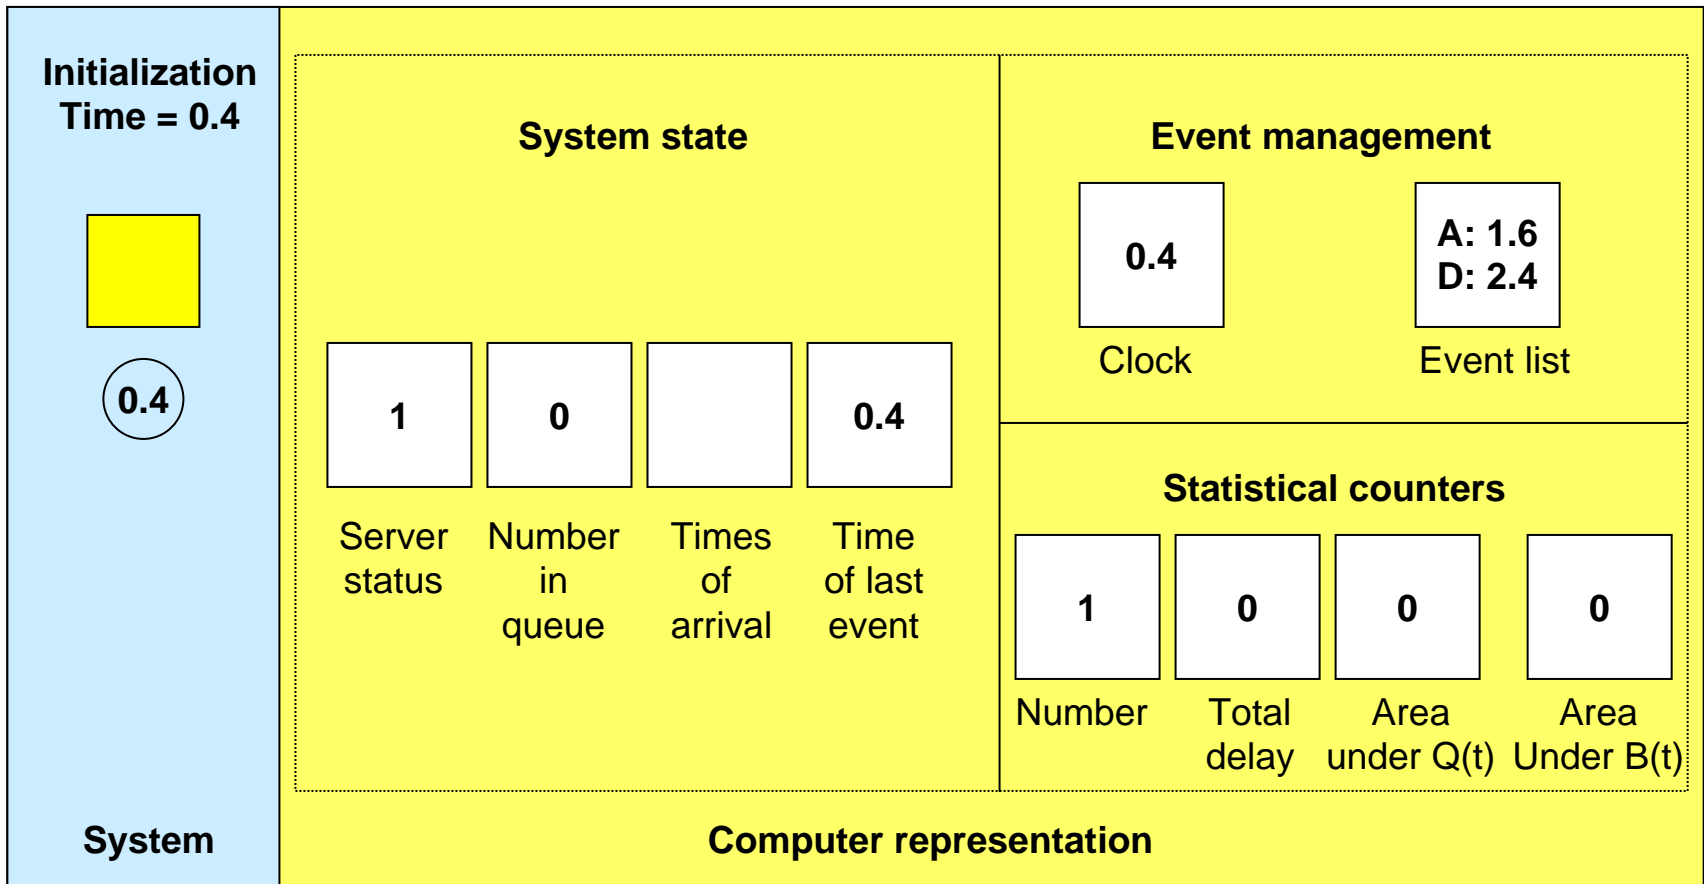 Initialization
Time = 0.4
0.4
System
System state
1
0
0.4
Server
status
Number
in
queue
Times
of
arrival
Time
of last
event
Event management
0.4
Clock
A: 1.6
D: 2.4
Event list
Statistical counters
1
0
0
0
Number
Total
delay
Area
under Q(t)
Area
Under B(t)
Computer representation